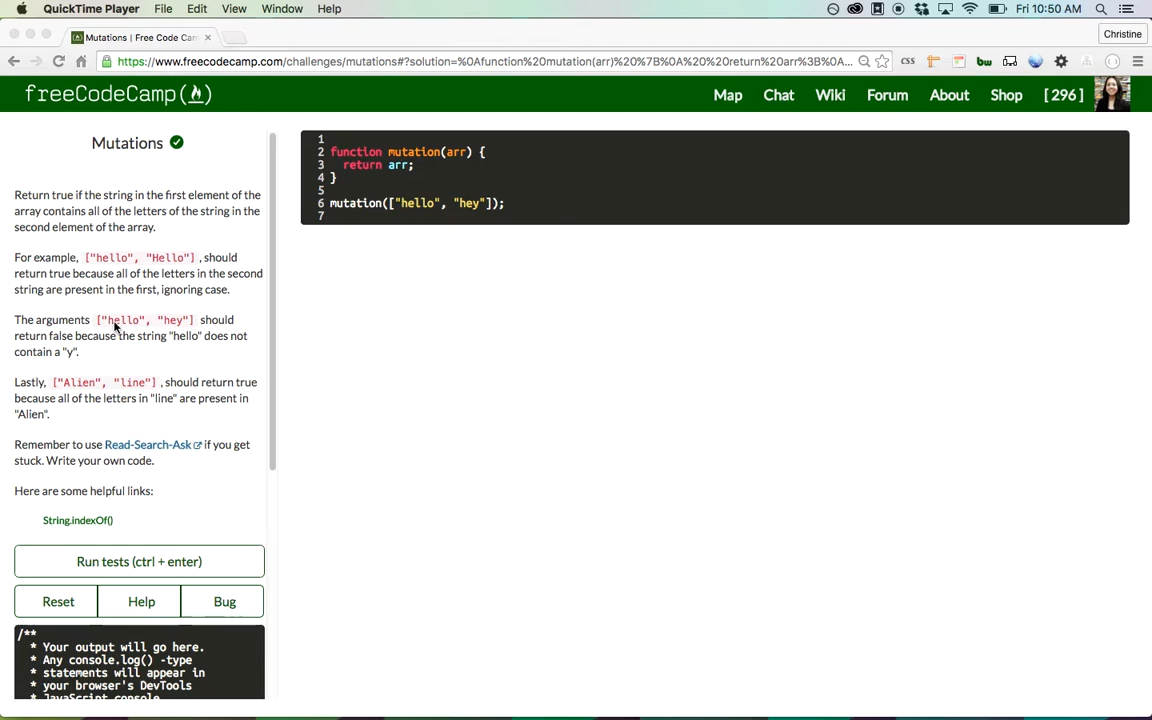 QuickTime Player File Edit View Window Help Fri 10:50 AM
Mutations | Free Code Cam Christine
https://www.freecodecamp.com/challenges/mutations#?solution=%0Afunction%20mutation(arr)%20%7B%0A%20%20return%20arr%3B%0A... CSS bw
freeCodeCamp Map Chat Wiki Forum About Shop [ 296 ]
Mutations
Return true if the string in the first element of the
array contains all of the letters of the string in the
second element of the array.
For example, ["hello", "Hello"] , should
return true because all of the letters in the second
string are present in the first, ignoring case.
The arguments ["hello", "hey"] should
return false because the string "hello" does not
contain a "y".
Lastly, ["Alien", "line"] , should return true
because all of the letters in "line" are present in
"Alien".
Remember to use Read-Search-Ask if you get
stuck. Write your own code.
Here are some helpful links:
String.indexOf()
Run tests (ctrl + enter)
Reset Help Bug
/**
* Your output will go here.
* Any console.log() -type
* statements will appear in
* your browser's DevTools
* JavaScript console
1
2 function mutation(arr) {
3 return arr;
4 }
5
6 mutation(["hello", "hey"]);
7